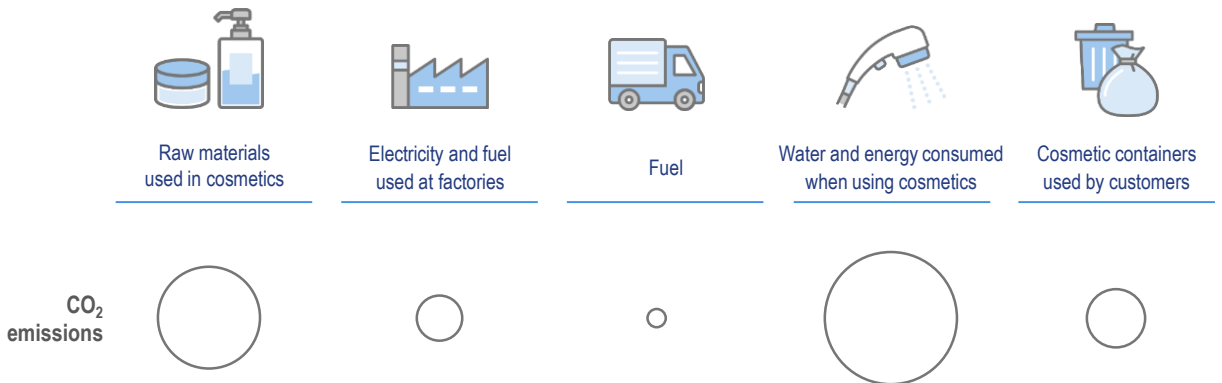 Raw materials
used in cosmetics
Electricity and fuel
used at factories
Fuel
Water and energy consumed
when using cosmetics
Cosmetic containers
used by customers
CO₂
emissions